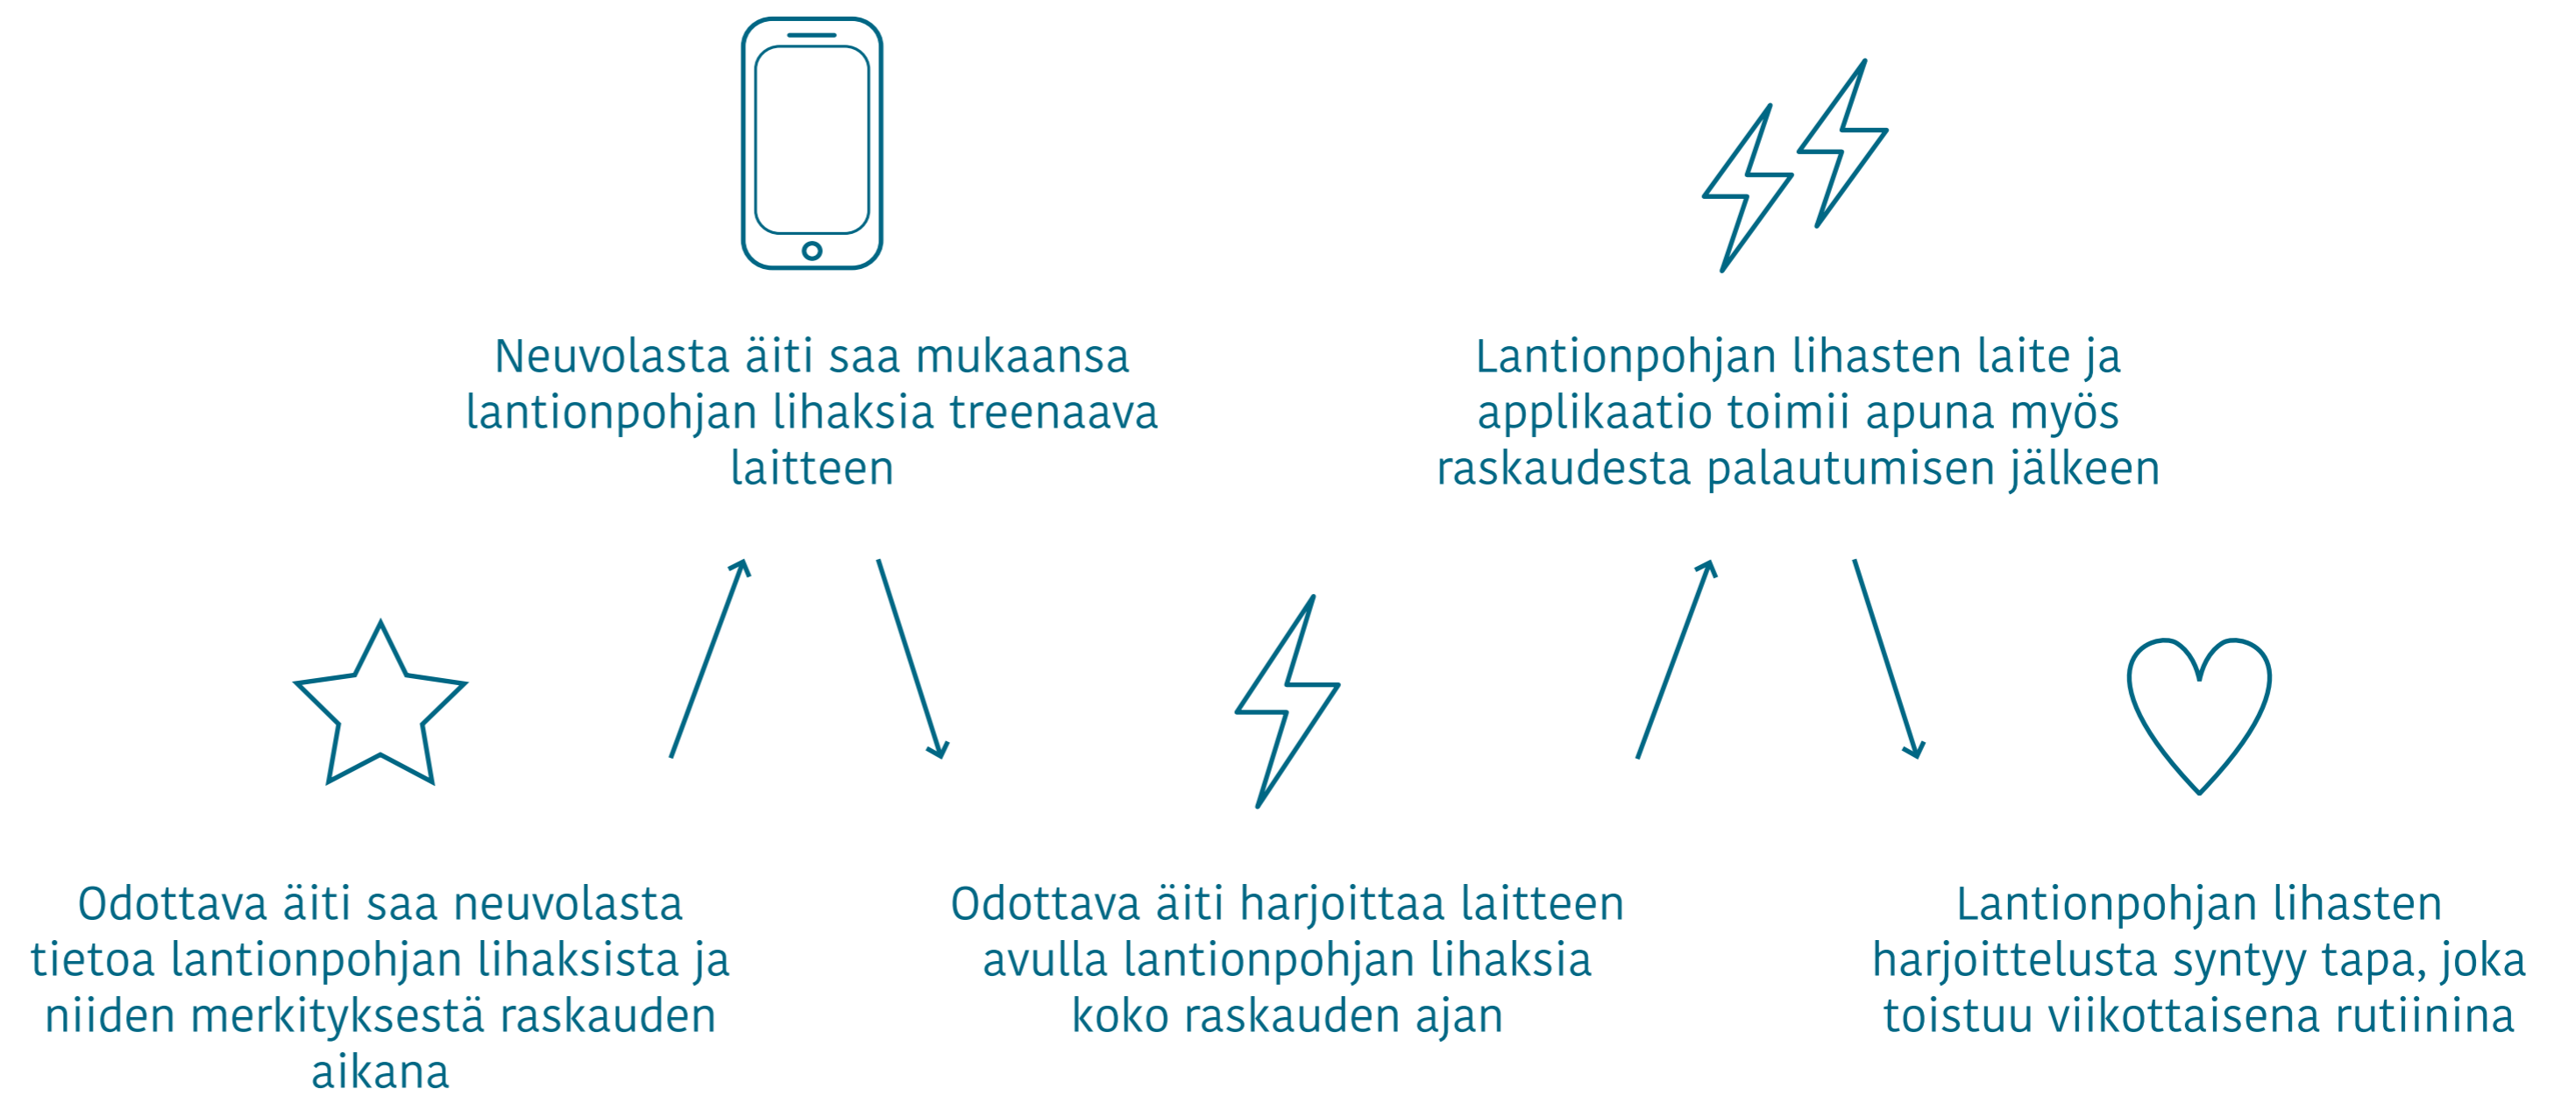 Neuvolasta äiti saa mukaansa
lantionpohjan lihaksia treenaava
laitteen
Lantionpohjan lihasten laite ja
applikaatio toimii apuna myös
raskaudesta palautumisen jälkeen
Odottava äiti saa neuvolasta
tietoa lantionpohjan lihaksista ja
niiden merkityksestä raskauden
aikana
Odottava äiti harjoittaa laitteen
avulla lantionpohjan lihaksia
koko raskauden ajan
Lantionpohjan lihasten
harjoittelusta syntyy tapa, joka
toistuu viikottaisena rutiinina